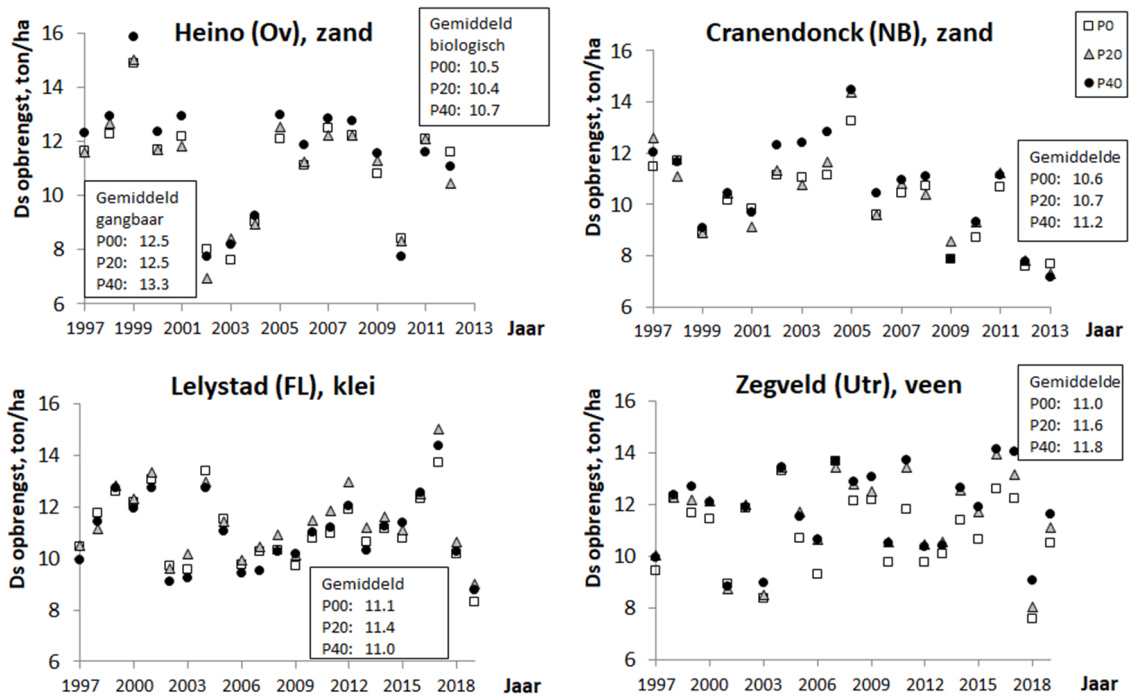 Heino (Ov), zand
Ds opbrengst, ton/ha
16
14
12
10
8
6
Gemiddeld
biologisch
P00: 10.5
P20: 10.4
P40: 10.7
Gemiddeld
gangbaar
P00: 12.5
P20: 12.5
P40: 13.3
1997 1999 2001 2003 2005 2007 2009 2011 2013 Jaar
Cranendonck (NB), zand
Ds opbrengst, ton/ha
16
14
12
10
8
6
P0
P20
P40
Gemiddelde
P00: 10.6
P20: 10.7
P40: 11.2
1997 1999 2001 2003 2005 2007 2009 2011 2013 Jaar
Lelystad (FL), klei
Ds opbrengst, ton/ha
16
14
12
10
8
6
Gemiddeld
P00: 11.1
P20: 11.4
P40: 11.0
1997 2000 2003 2006 2009 2012 2015 2018 Jaar
Zegveld (Utr), veen
Ds opbrengst, ton/ha
16
14
12
10
8
6
Gemiddelde
P00: 11.0
P20: 11.6
P40: 11.8
1997 2000 2003 2006 2009 2012 2015 2018 Jaar